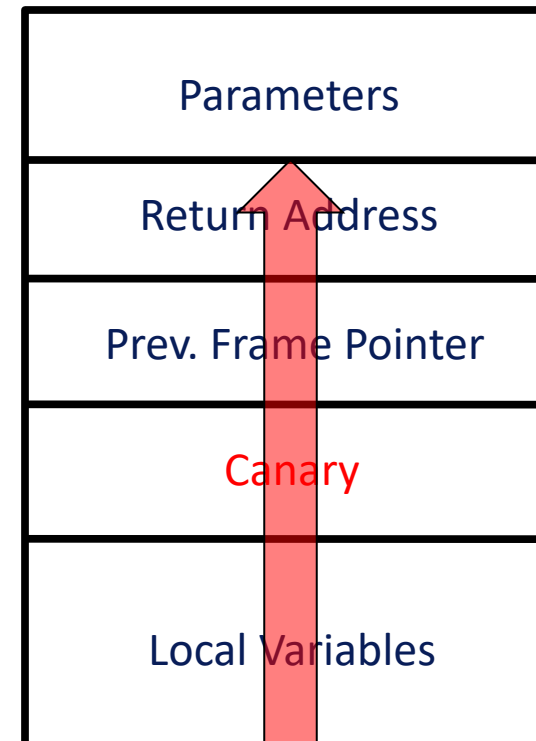 Parameters
Return Address
Prev. Frame Pointer
Canary
Local Variables